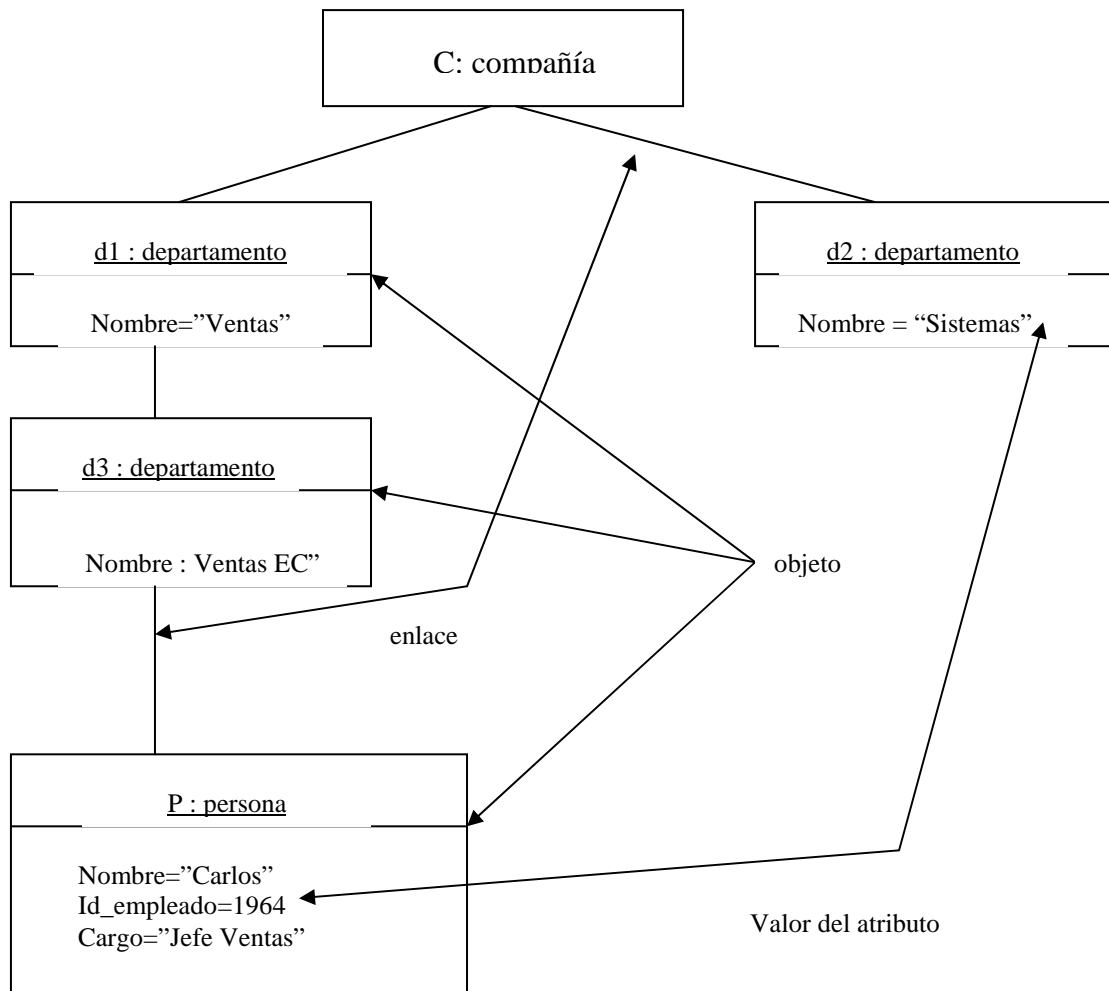 C: compañía
d1 : departamento
d2 : departamento
Nombre=”Ventas”
Nombre = “Sistemas”
d3 : departamento
Nombre : Ventas EC”
objeto
enlace
P : persona
Nombre=”Carlos”
Id_empleado=1964
Cargo=”Jefe Ventas”
Valor del atributo